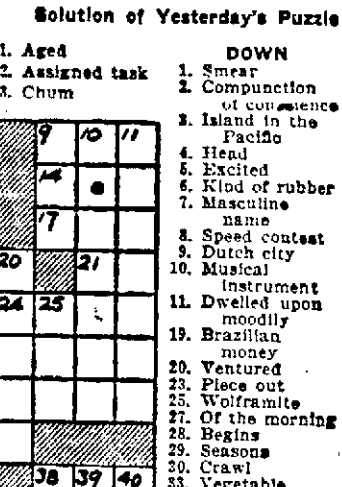 Solution of Yesterday's Puzzle
1. Aged
2. Assigned task
3. Chum
9 10 11
14
17
20 21
24 25
38 39 40
DOWN
1. Smear
2. Compunction
of conscience
3. Island in the
Pacific
4. Head
5. Excited
6. Kind of rubber
7. Masculine
name
8. Speed contest
9. Dutch city
10. Musical
instrument
11. Dwelled upon
moodily
19. Brazilian
money
20. Ventured
23. Piece out
25. Wolframite
27. Of the morning
28. Begins
29. Seasons
30. Crawl
33. Vegetable